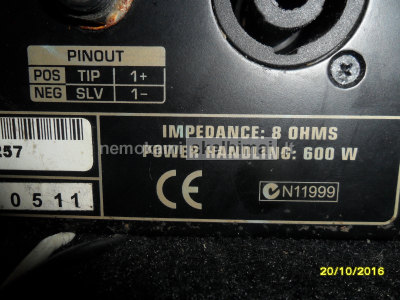 PINOUT
POS TIP 1+
NEG SLV 1-
IMPEDANCE: 8 OHMS
257
POWER HANDLING: 600 W
0511
CE
N11999
20/10/2016